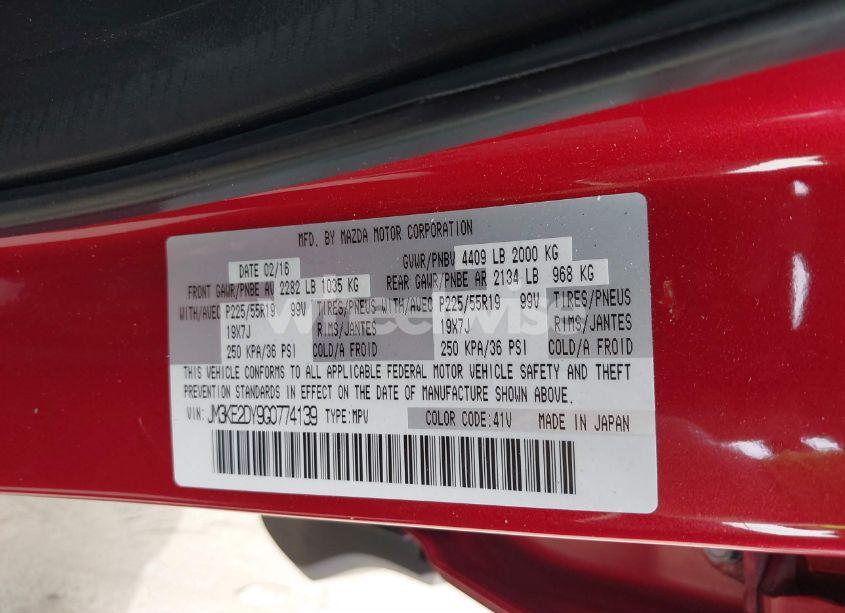 MFD. BY MAZDA MOTOR CORPORATION
DATE 02/16 GVWR/PNBV 4409 LB 2000 KG
FRONT GAWR/PNBE AV 2282 LB 1035 KG REAR GAWR/PNBE AR 2134 LB 968 KG
WITH/AVEC P225/55R19 99V TIRES/PNEUS WITH/AVEC P225/55R19 99V TIRES/PNEUS
19X7J RIMS/JANTES 19X7J RIMS/JANTES
250 KPA/36 PSI COLD/A FROID 250 KPA/36 PSI COLD/A FROID
THIS VEHICLE CONFORMS TO ALL APPLICABLE FEDERAL MOTOR VEHICLE SAFETY AND THEFT
PREVENTION STANDARDS IN EFFECT ON THE DATE OF MANUFACTURE SHOWN ABOVE.
VIN: JM3KE2DY9G0774139 TYPE:MPV COLOR CODE:41V MADE IN JAPAN